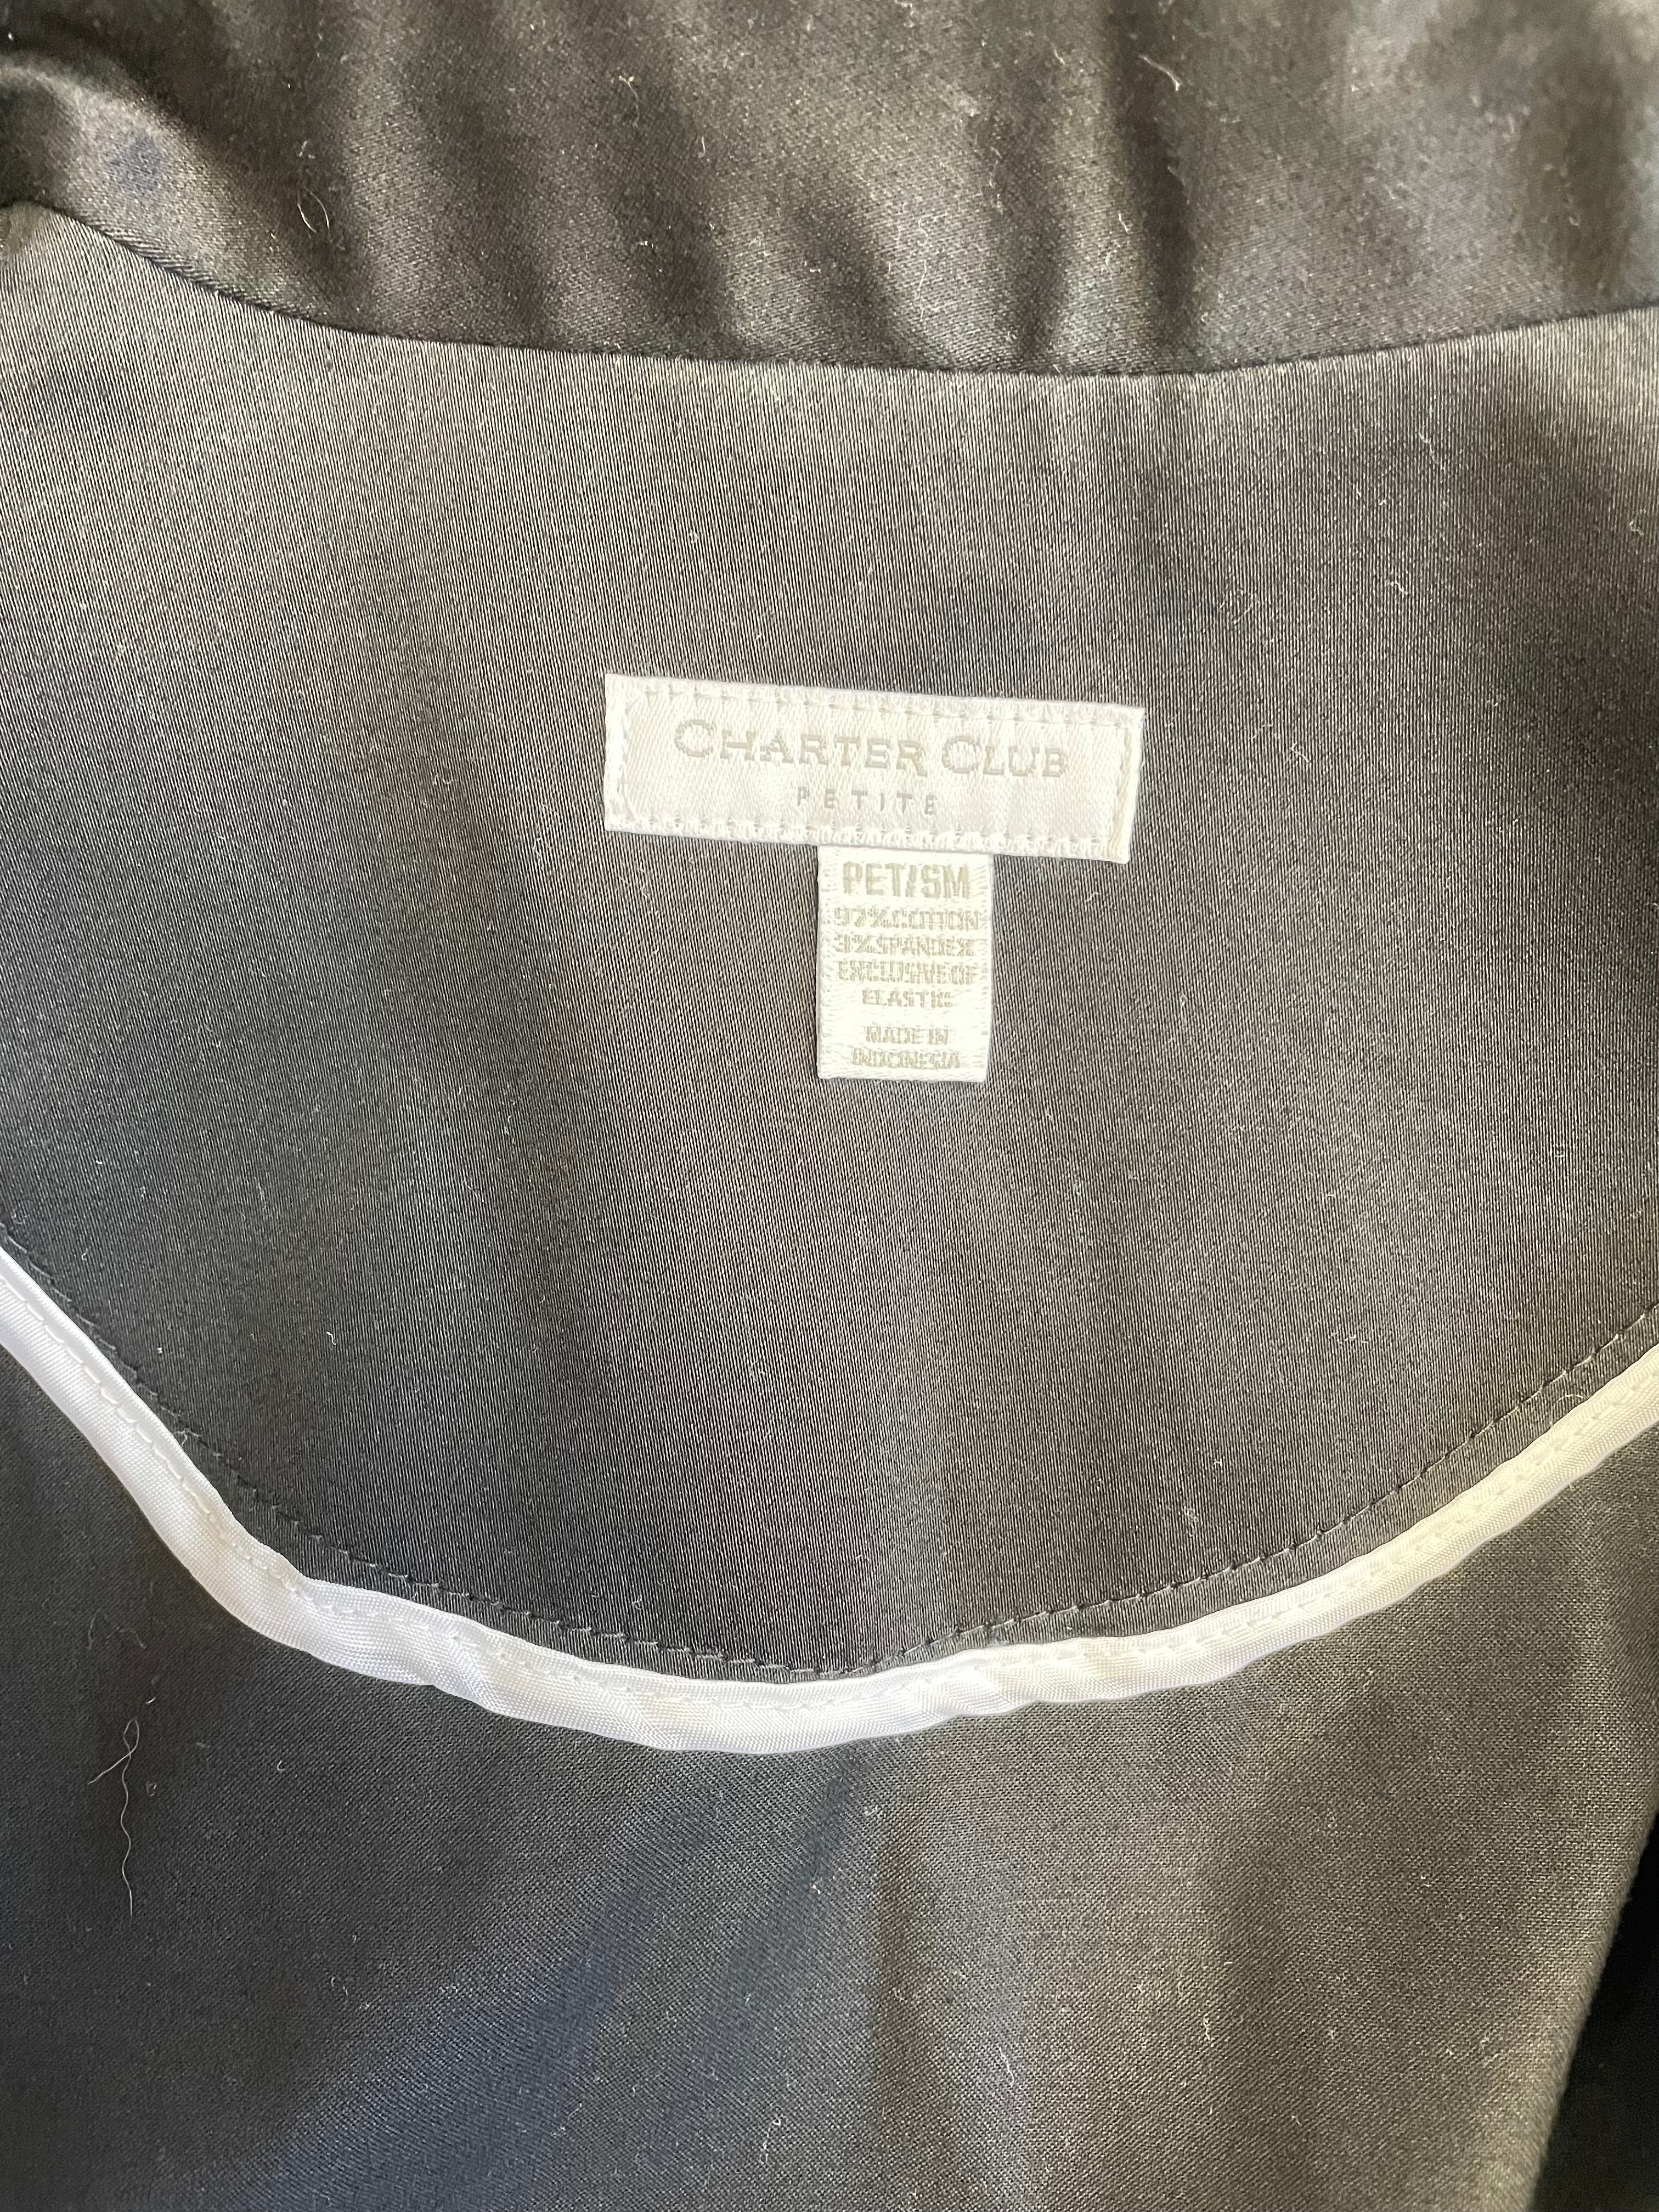 CHARTER CLUB
PETITE
PET/SM
97% COTTON
3% SPANDEX
EXCLUSIVE OF
ELASTIC
MADE IN
INDONESIA